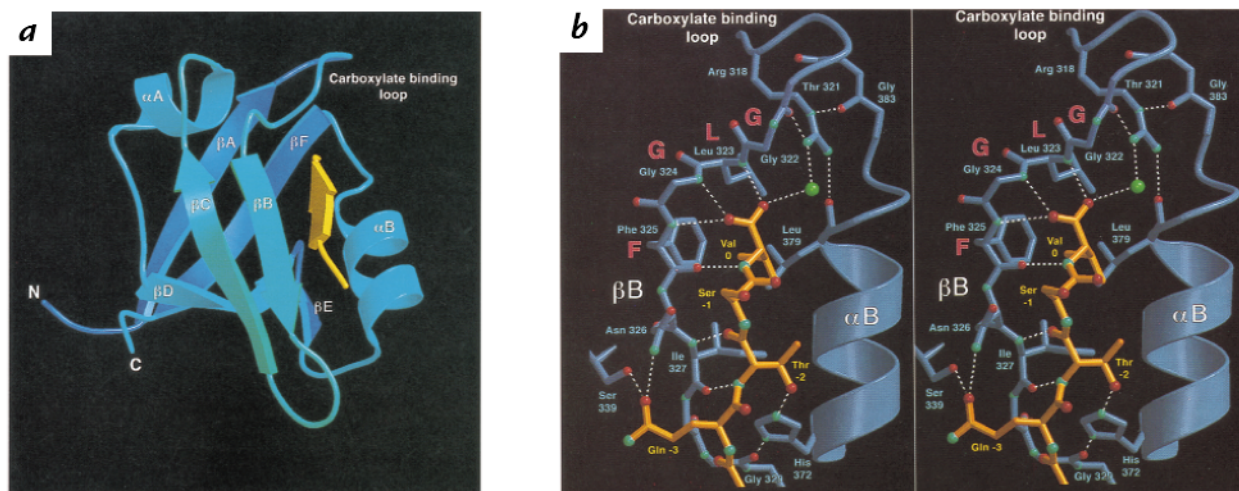 a
Carboxylate binding
loop
αA
βA
βF
βC
βB
αB
βD
βE
N
C
b
Carboxylate binding
loop
Arg 318
Thr 321
Gly
383
G
L
G
Leu 323
Gly 322
Gly 324
Phe 325
F
Val
0
Leu
379
Ser
-1
βB
αB
Asn 326
Ile
327
Thr
-2
Ser
339
Gln -3
His
372
Carboxylate binding
loop
Arg 318
Thr 321
Gly
383
G
L
G
Leu 323
Gly 322
Gly 324
Phe 325
F
Val
0
Leu
379
Ser
-1
βB
αB
Asn 326
Ile
327
Thr
-2
Ser
339
Gln -3
His
372